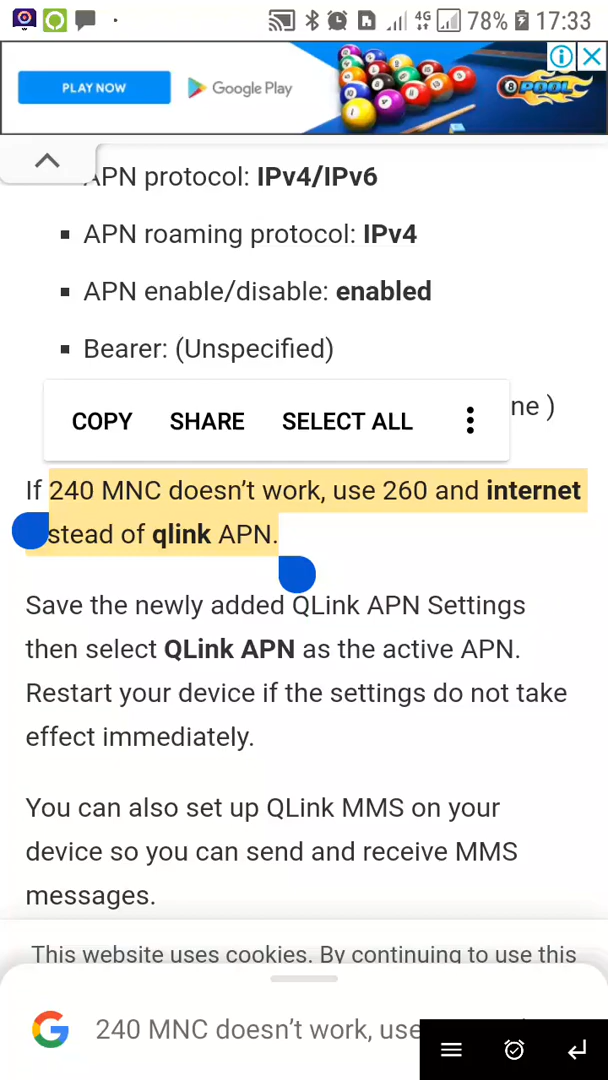 4G 78% 17:33
PLAY NOW Google Play 8 POOL
APN protocol: IPv4/IPv6
▪ APN roaming protocol: IPv4
▪ APN enable/disable: enabled
▪ Bearer: (Unspecified)
ne )
COPY SHARE SELECT ALL
If 240 MNC doesn’t work, use 260 and internet
stead of qlink APN.
Save the newly added QLink APN Settings
then select QLink APN as the active APN.
Restart your device if the settings do not take
effect immediately.
You can also set up QLink MMS on your
device so you can send and receive MMS
messages.
This website uses cookies. By continuing to use this
240 MNC doesn’t work, use